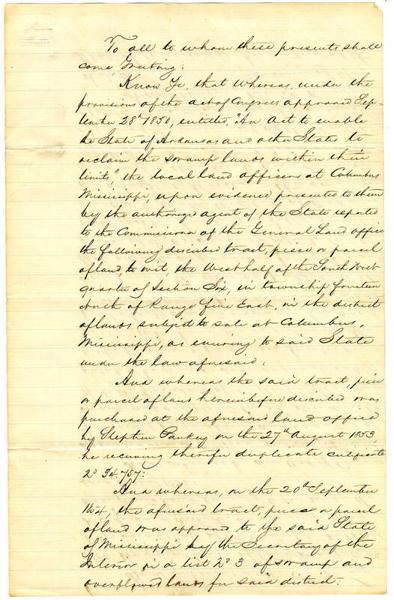 To all to whom these presents shall
come Greeting:
Know Ye, that whereas, under the
provisions of the act of Congress approved Sep-
tember 28th 1850, entitled, "An Act to enable
the State of Arkansas and other States to
reclaim the swamp lands within their
limits" the local land officers at Columbus
Mississippi, upon evidence presented to them
by the authorized agent of the State reported
to the Commissioner of the General Land office
the following described tract, piece or parcel
of land to wit, the West half of the South West
quarter of Section Six, in township fourteen
North of Range five East, in the district
of lands subject to sale at Columbus,
Mississippi, as enuring to said State
under the law aforesaid;
And whereas the said tract, piece
or parcel of land hereinbefore described was
purchased at the aforesaid land office
by Stephen on the 27th August 1853,
he receiving therefor duplicate certificate
No 34.757:
And whereas, on the 20th September
1854, the aforesaid tract, piece or parcel
of land was approved to the said State
of Mississippi by the Secretary of the
Interior in a list No 3 of swamp and
overflowed lands for said district.